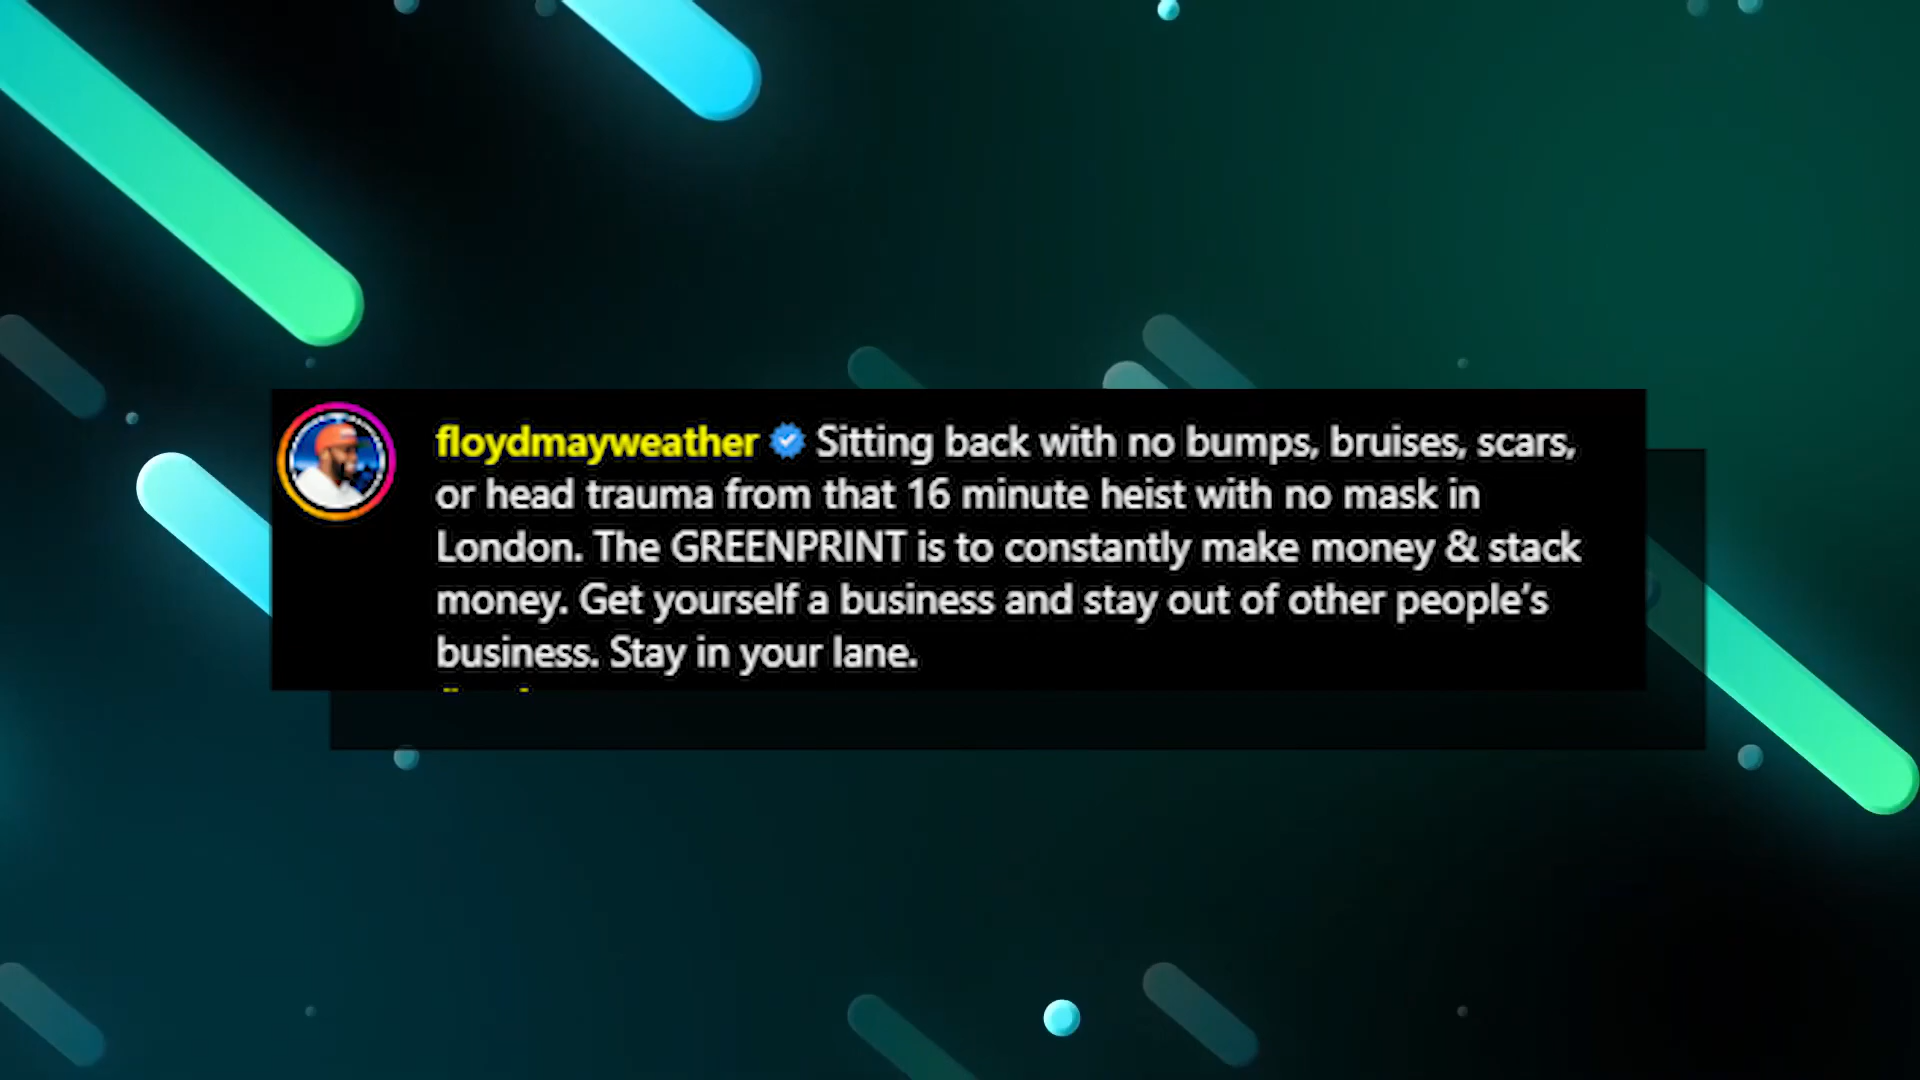 floydmayweather Sitting back with no bumps, bruises, scars,
or head trauma from that 16 minute heist with no mask in
London. The GREENPRINT is to constantly make money & stack
money. Get yourself a business and stay out of other people’s
business. Stay in your lane.